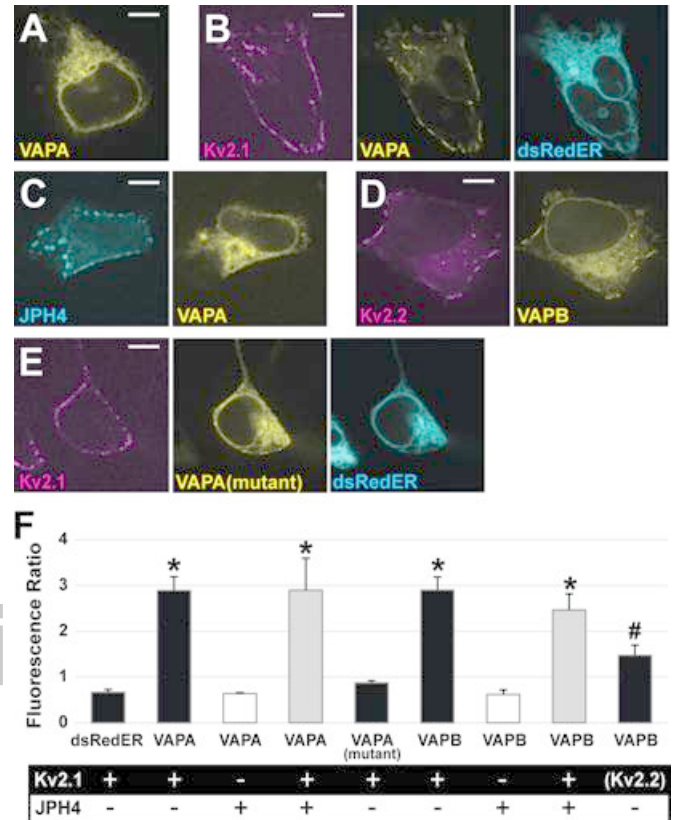 A
VAPA
B
Kv2.1
VAPA
dsRedER
C
JPH4
VAPA
D
Kv2.2
VAPB
E
Kv2.1
VAPA(mutant)
dsRedER
F
Fluorescence Ratio
4
3
2
1
0
* * * * #
dsRedER VAPA VAPA VAPA VAPA (mutant) VAPB VAPB VAPB VAPB
Kv2.1 + + - + + + - + (Kv2.2)
JPH4 - - + + - - + + -